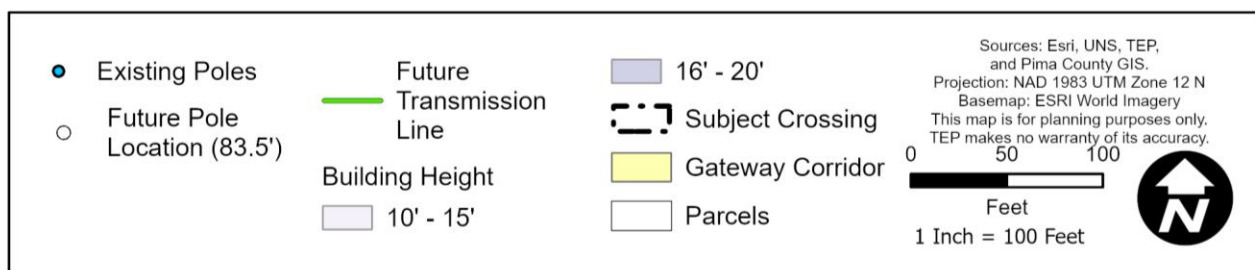 Existing Poles
Future Pole
Location (83.5')
Future
Transmission
Line
Building Height
10' - 15'
16' - 20'
Subject Crossing
Gateway Corridor
Parcels
Sources: Esri, UNS, TEP,
and Pima County GIS.
Projection: NAD 1983 UTM Zone 12 N
Basemap: ESRI World Imagery
This map is for planning purposes only.
TEP makes no warranty of its accuracy.
0 50 100
Feet
1 Inch = 100 Feet
N